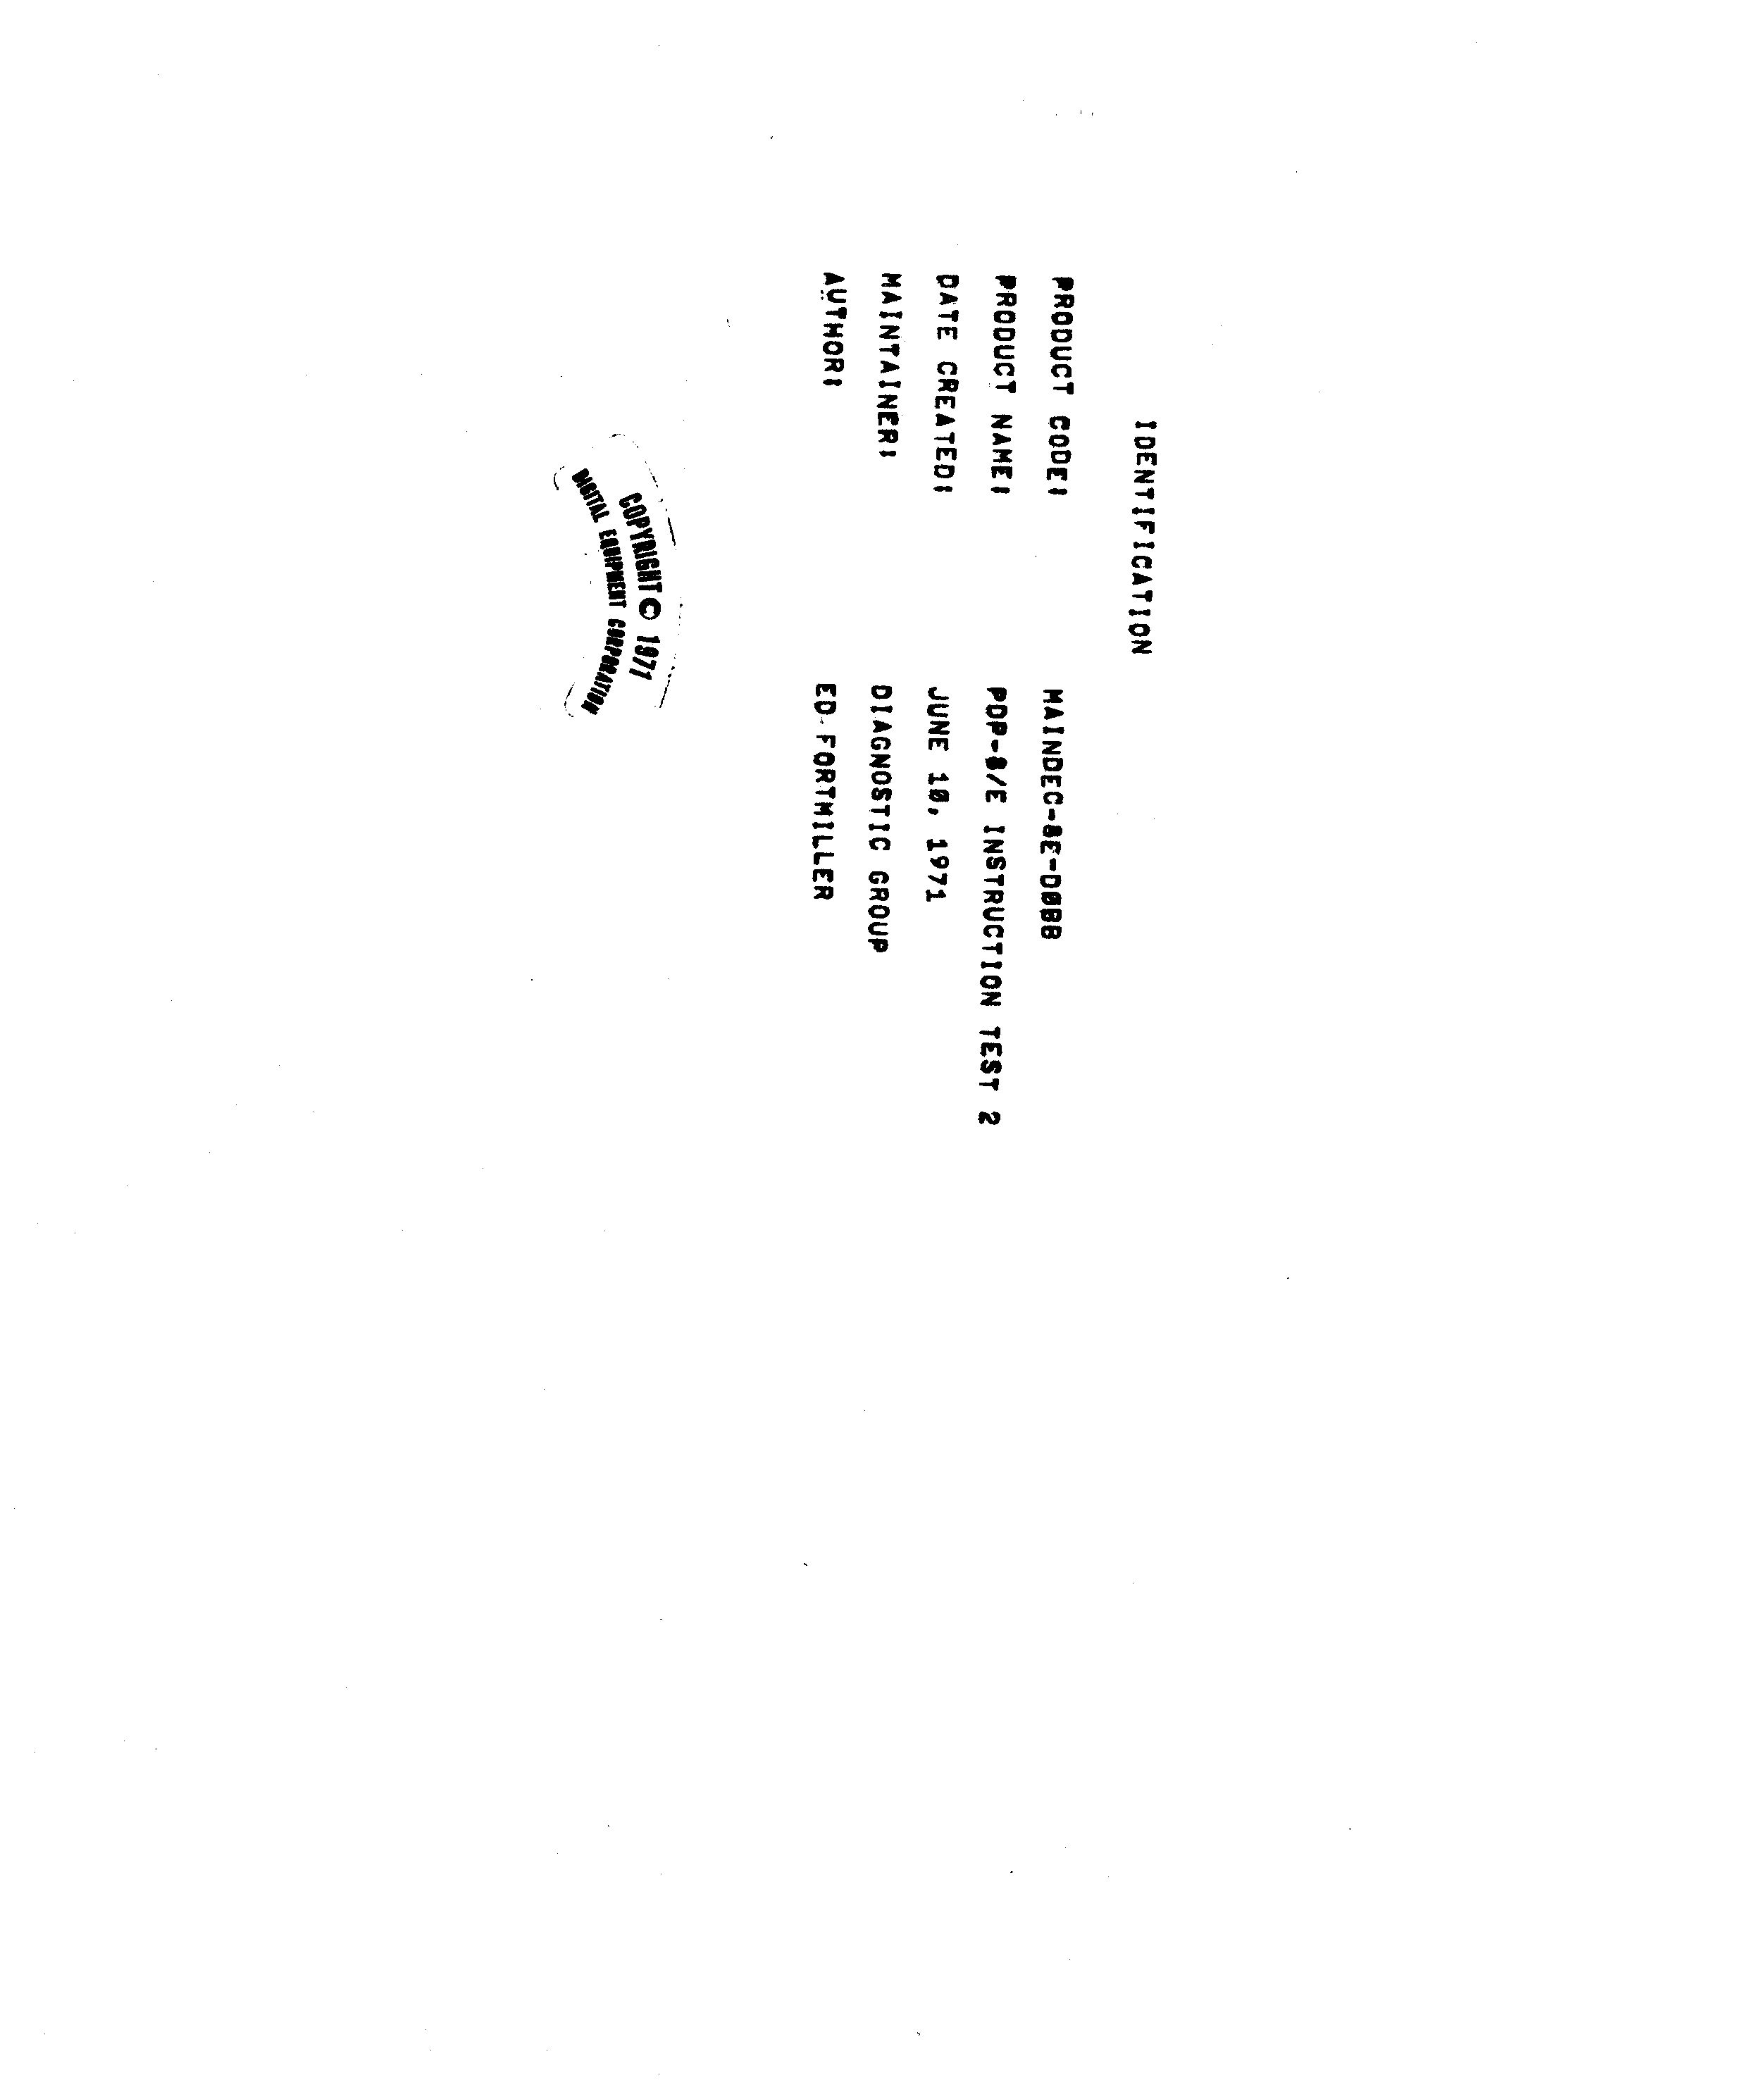 IDENTIFICATION
PRODUCT CODE: MAINDEC-8E-D0BB
PRODUCT NAME: PDP-8/E INSTRUCTION TEST 2
DATE CREATED: JUNE 10, 1971
MAINTAINER: DIAGNOSTIC GROUP
AUTHOR: ED FORTMILLER
COPYRIGHT © 1971
DIGITAL EQUIPMENT CORPORATION